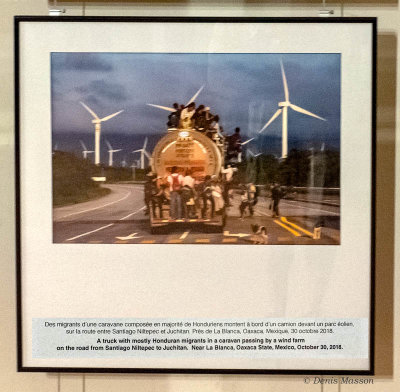 Des migrants d'une caravane composée en majorité de Honduriens montent à bord d'un camion devant un parc éolien,
sur la route entre Santiago Niltepec et Juchitán. Près de La Blanca, Oaxaca, Mexique, 30 octobre 2018.
A truck with mostly Honduran migrants in a caravan passing by a wind farm
on the road from Santiago Niltepec to Juchitan. Near La Blanca, Oaxaca State, Mexico, October 30, 2018.
© Denis Masson